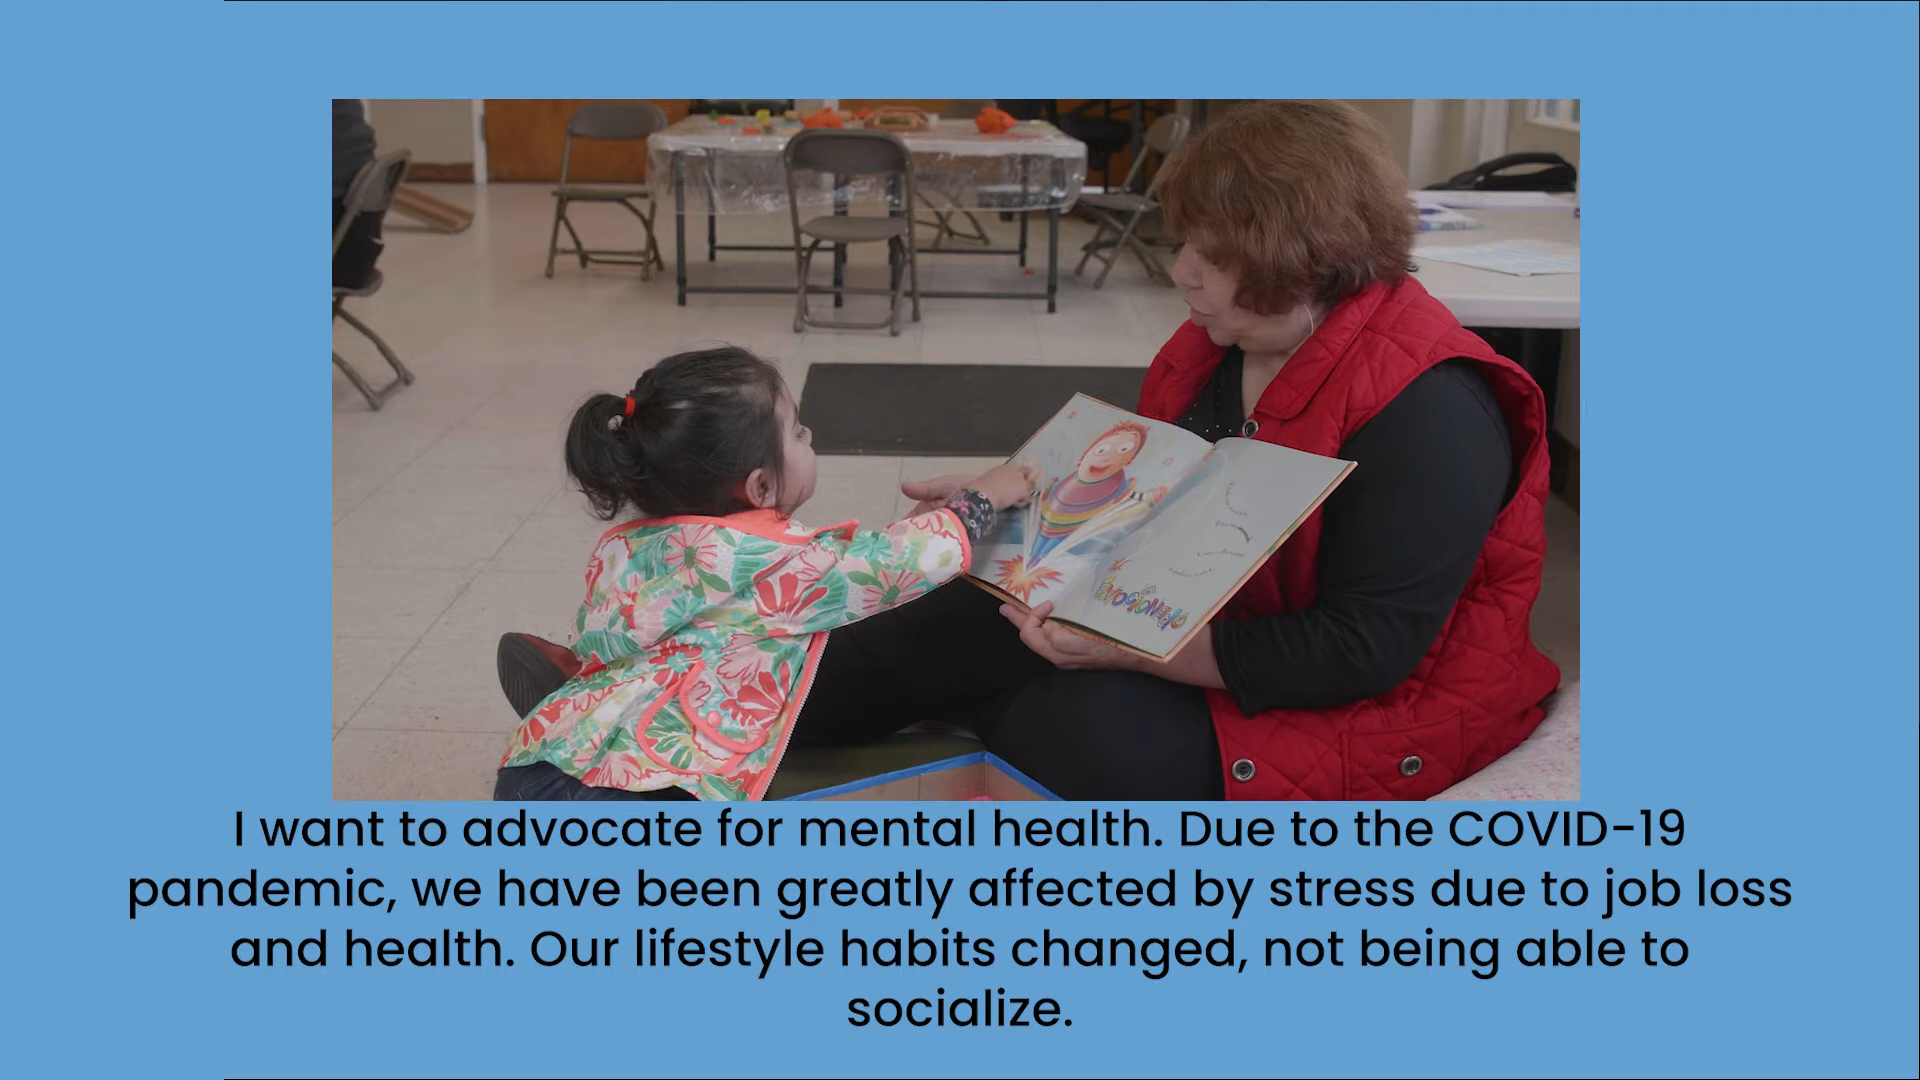 I want to advocate for mental health. Due to the COVID-19
pandemic, we have been greatly affected by stress due to job loss
and health. Our lifestyle habits changed, not being able to
socialize.